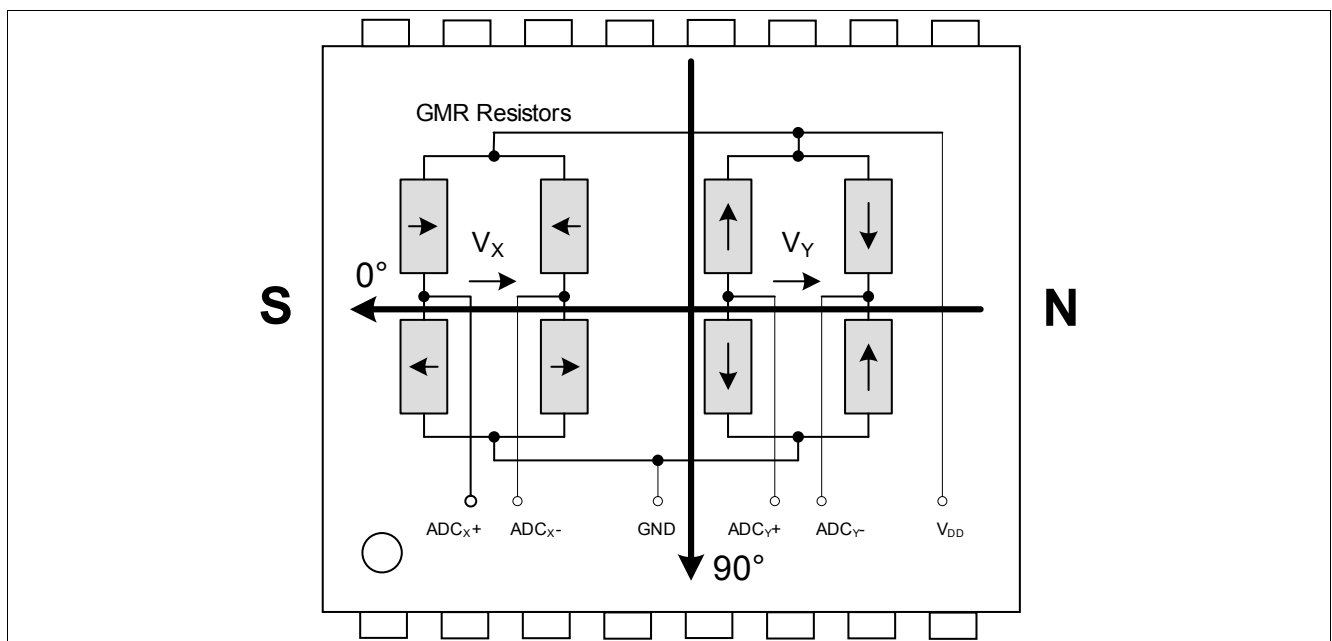 GMR Resistors
V_X
V_Y
0°
S
N
ADC_X+
ADC_X-
GND
ADC_Y+
ADC_Y-
V_DD
90°